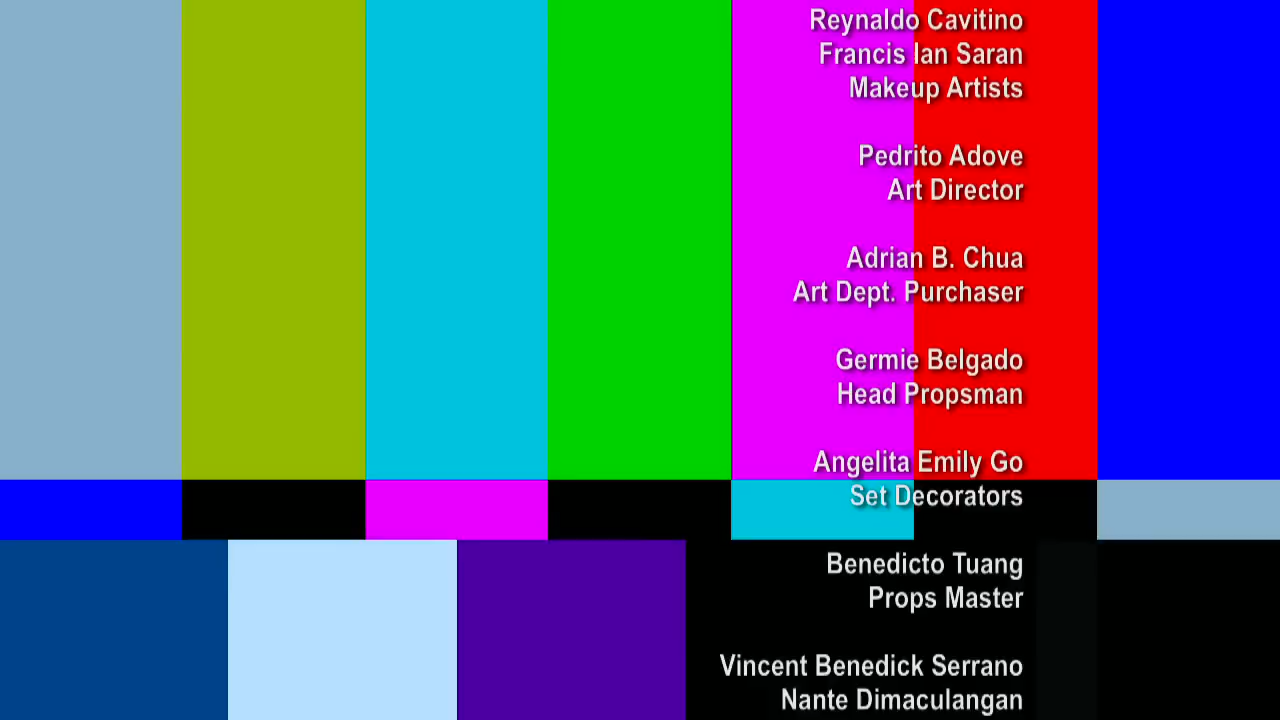 Reynaldo Cavitino
Francis Ian Saran
Makeup Artists
Pedrito Adove
Art Director
Adrian B. Chua
Art Dept. Purchaser
Germie Belgado
Head Propsman
Angelita Emily Go
Set Decorators
Benedicto Tuang
Props Master
Vincent Benedick Serrano
Nante Dimaculangan